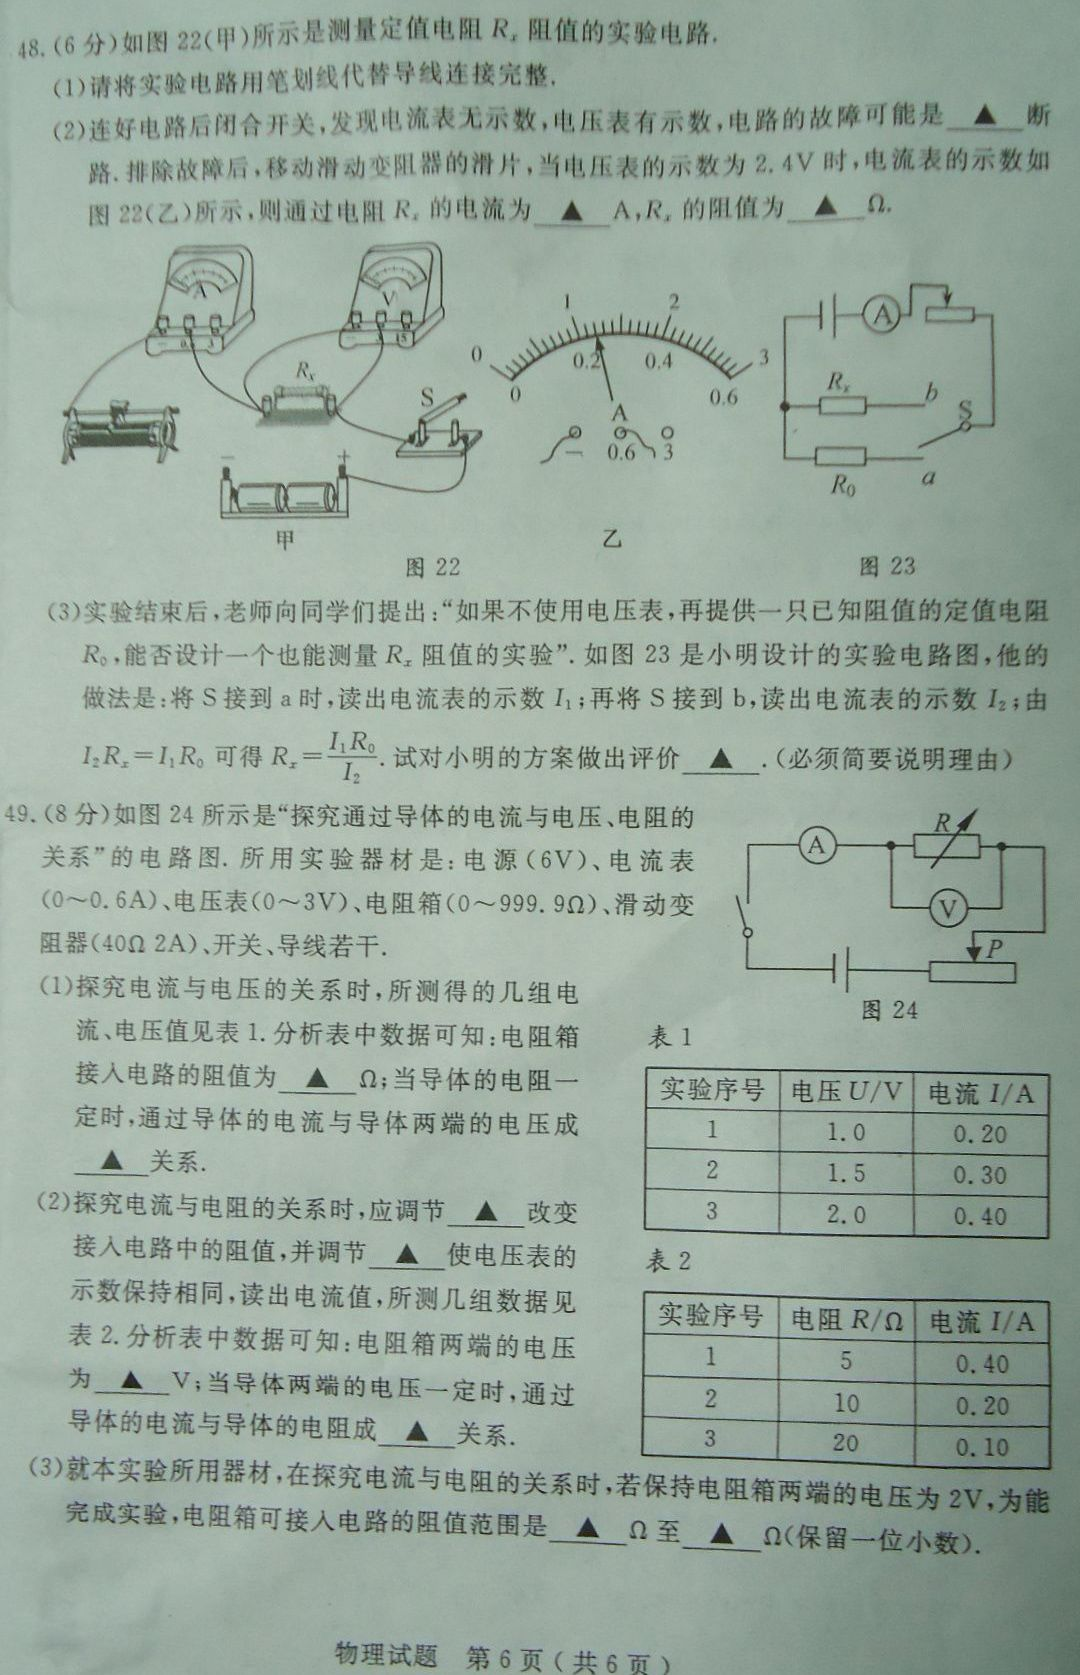 48.(6分)如图22(甲)所示是测量定值电阻Rₓ阻值的实验电路.
(1)请将实验电路用笔划线代替导线连接完整.
(2)连好电路后闭合开关,发现电流表无示数,电压表有示数,电路的故障可能是 ▲ 断
路.排除故障后,移动滑动变阻器的滑片,当电压表的示数为2.4V时,电流表的示数如
图22(乙)所示,则通过电阻Rₓ的电流为 ▲ A,Rₓ的阻值为 ▲ Ω.
A
V
0.6 3
3 15
Rₓ
S
− +
甲
0 1 2 3
0 0.2 0.4 0.6
A
− 0.6 3
乙
图 22
A
Rₓ
b
S
R₀
a
图 23
(3)实验结束后,老师向同学们提出:“如果不使用电压表,再提供一只已知阻值的定值电阻
R₀,能否设计一个也能测量Rₓ阻值的实验”.如图23是小明设计的实验电路图,他的
做法是:将S接到a时,读出电流表的示数I₁;再将S接到b,读出电流表的示数I₂;由
I₂Rₓ=I₁R₀可得Rₓ=I₁R₀/I₂.试对小明的方案做出评价 ▲ .(必须简要说明理由)
49.(8分)如图24所示是“探究通过导体的电流与电压、电阻的
关系”的电路图.所用实验器材是:电源(6V)、电流表
(0～0.6A)、电压表(0～3V)、电阻箱(0～999.9Ω)、滑动变
阻器(40Ω 2A)、开关、导线若干.
A
R
V
P
图 24
(1)探究电流与电压的关系时,所测得的几组电
流、电压值见表1.分析表中数据可知:电阻箱
接入电路的阻值为 ▲ Ω;当导体的电阻一
定时,通过导体的电流与导体两端的电压成
▲ 关系.
表1
实验序号 电压U/V 电流I/A
1 1.0 0.20
2 1.5 0.30
3 2.0 0.40
(2)探究电流与电阻的关系时,应调节 ▲ 改变
接入电路中的阻值,并调节 ▲ 使电压表的
示数保持相同,读出电流值,所测几组数据见
表2.分析表中数据可知:电阻箱两端的电压
为 ▲ V;当导体两端的电压一定时,通过
导体的电流与导体的电阻成 ▲ 关系.
表2
实验序号 电阻R/Ω 电流I/A
1 5 0.40
2 10 0.20
3 20 0.10
(3)就本实验所用器材,在探究电流与电阻的关系时,若保持电阻箱两端的电压为2V,为能
完成实验,电阻箱可接入电路的阻值范围是 ▲ Ω至 ▲ Ω(保留一位小数).
物理试题 第6页(共6页)